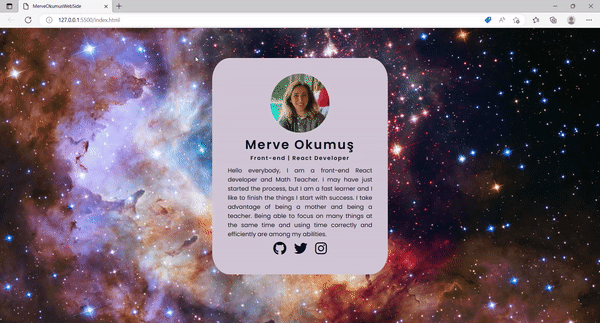 MerveOkumusWebSide
127.0.0.1:5500/index.html
Merve Okumuş
Front-end | React Developer
Hello everybody, I am a front-end React
developer and Math Teacher. I may have just
started the process, but I am a fast learner and I
like to finish the things I start with success. I take
advantage of being a mother and being a
teacher. Being able to focus on many things at
the same time and using time correctly and
efficiently are among my abilities.